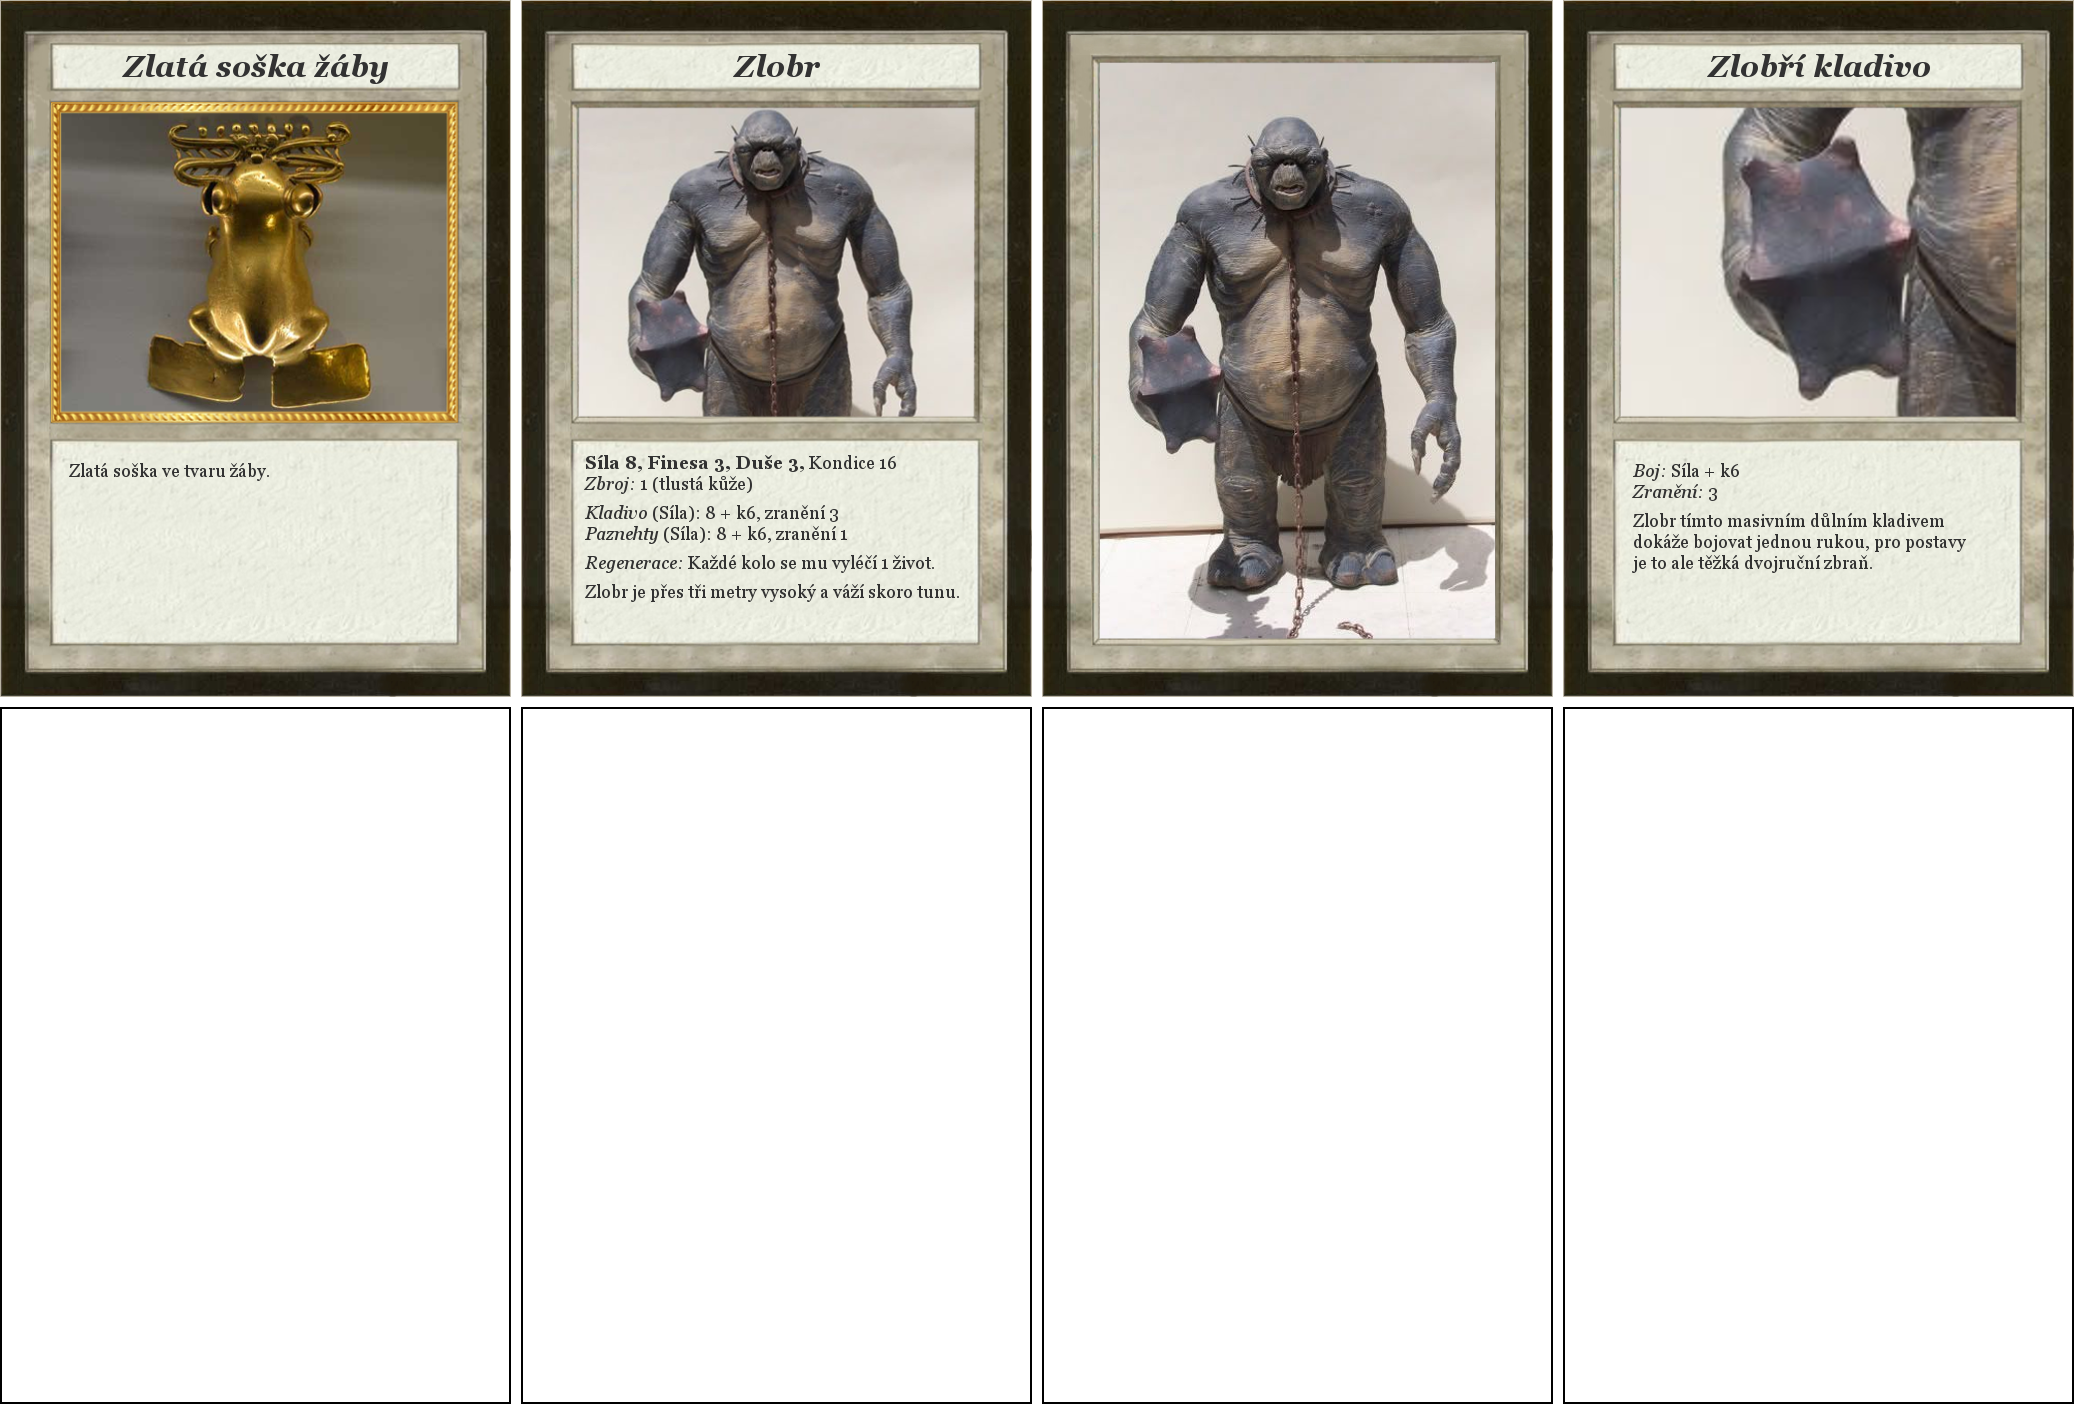 Zlatá soška žáby
Zlatá soška ve tvaru žáby.
Zlobr
Síla 8, Finesa 3, Duše 3, Kondice 16
Zbroj: 1 (tlustá kůže)
Kladivo (Síla): 8 + k6, zranění 3
Paznehty (Síla): 8 + k6, zranění 1
Regenerace: Každé kolo se mu vyléčí 1 život.
Zlobr je přes tři metry vysoký a váží skoro tunu.
Zlobří kladivo
Boj: Síla + k6
Zranění: 3
Zlobr tímto masivním důlním kladivem
dokáže bojovat jednou rukou, pro postavy
je to ale těžká dvojruční zbraň.